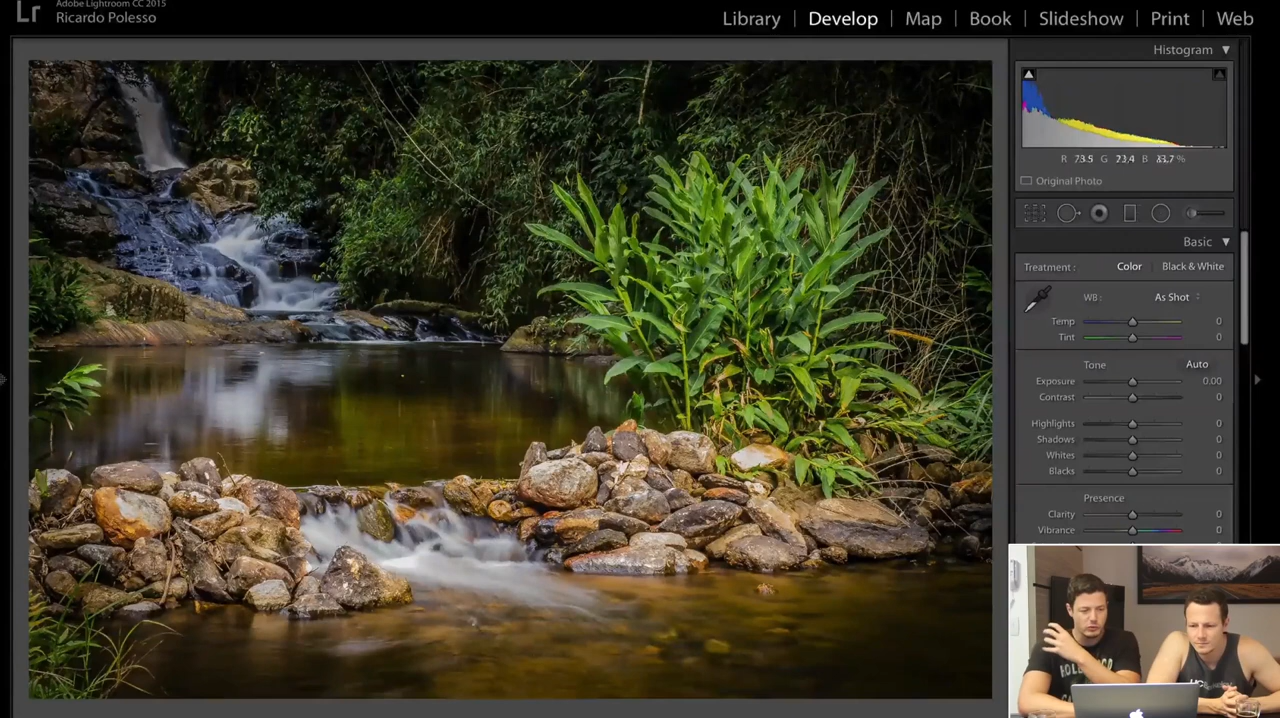 Lr
Adobe Lightroom CC 2015
Ricardo Polesso
Library | Develop | Map | Book | Slideshow | Print | Web
Histogram
R 73.5 G 73.4 B %
Original Photo
Basic
Treatment : Color Black & White
WB : As Shot
Temp 0
Tint 0
Tone Auto
Exposure 0.00
Contrast 0
Highlights 0
Shadows 0
Whites 0
Blacks 0
Presence
Clarity 0
Vibrance 0